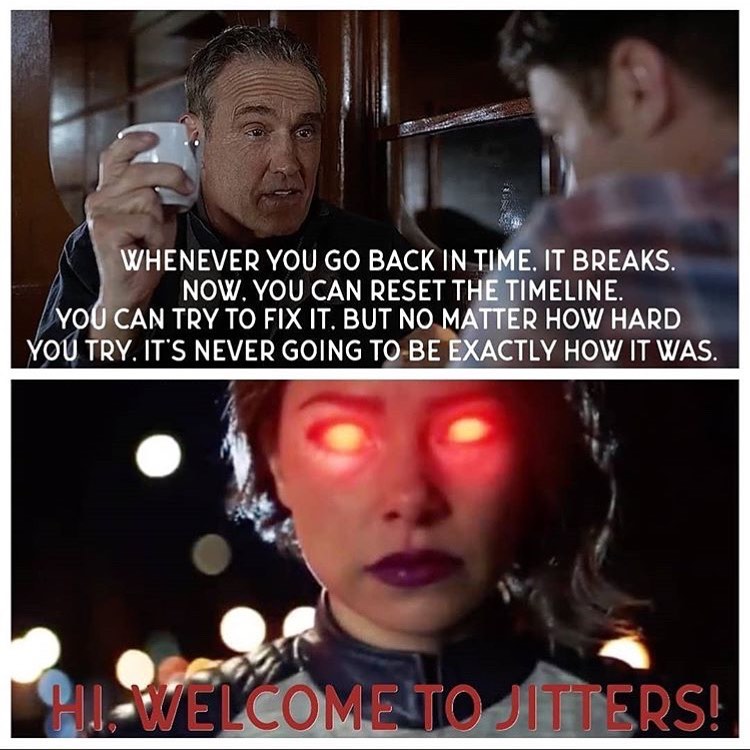 WHENEVER YOU GO BACK IN TIME. IT BREAKS.
NOW. YOU CAN RESET THE TIMELINE.
YOU CAN TRY TO FIX IT. BUT NO MATTER HOW HARD
YOU TRY. IT'S NEVER GOING TO BE EXACTLY HOW IT WAS.
HI, WELCOME TO JITTERS!